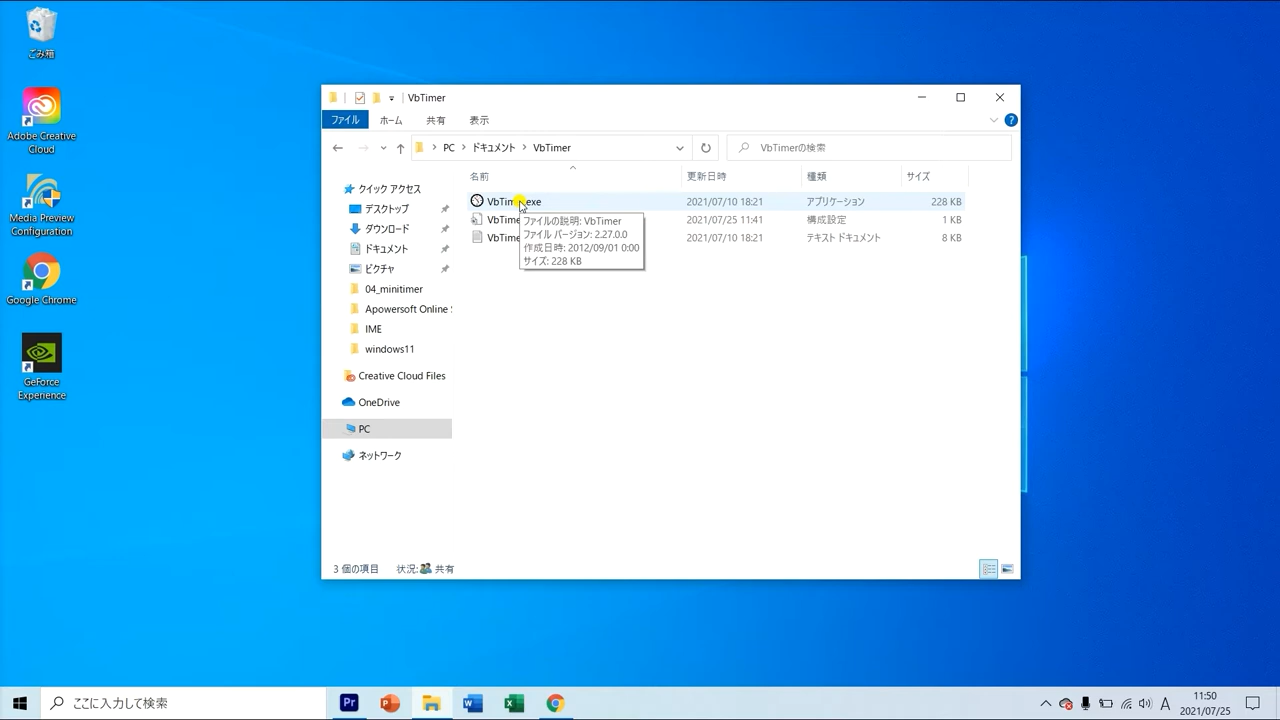 ごみ箱
Adobe Creative
Cloud
Media Preview
Configuration
Google Chrome
GeForce
Experience
VbTimer
ファイル ホーム 共有 表示
PC ドキュメント VbTimer VbTimerの検索
クイック アクセス
デスクトップ
ダウンロード
ドキュメント
ピクチャ
04_minitimer
Apowersoft Online
IME
windows11
Creative Cloud Files
OneDrive
PC
ネットワーク
名前 更新日時 種類 サイズ
VbTimer.exe 2021/07/10 18:21 アプリケーション 228 KB
2021/07/25 11:41 構成設定 1 KB
2021/07/10 18:21 テキスト ドキュメント 8 KB
ファイルの説明: VbTimer
ファイル バージョン: 2.27.0.0
作成日時: 2012/09/01 0:00
サイズ: 228 KB
3 個の項目 状況: 共有
ここに入力して検索
Pr
A
11:50
2021/07/25